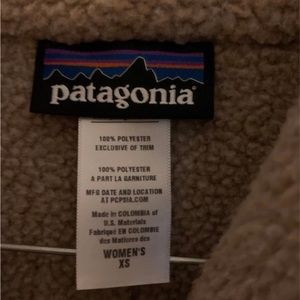 patagonia®
100% POLYESTER
EXCLUSIVE OF TRIM
100% POLYESTER
A PART LA GARNITURE
MFG DATE AND LOCATION
AT PCPSIA.COM
Made in COLOMBIA of
U.S. Materials
Fabriqué EN COLOMBIE
des Matieres des
WOMEN'S
XS